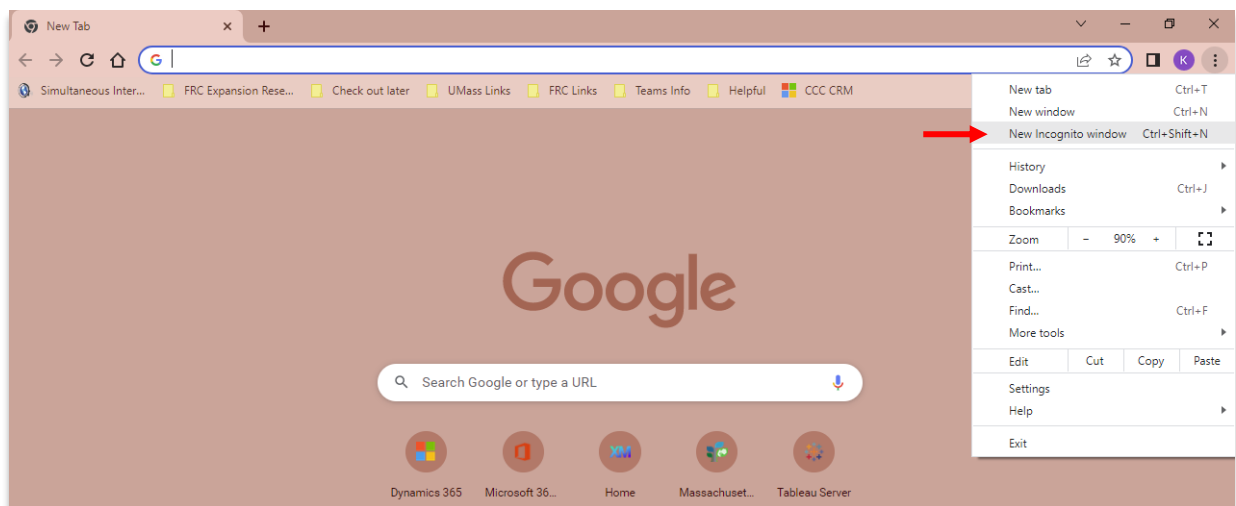 New Tab
G
K
Simultaneous Inter... FRC Expansion Rese... Check out later UMass Links FRC Links Teams Info Helpful CCC CRM
New tab Ctrl+T
New window Ctrl+N
New Incognito window Ctrl+Shift+N
History
Downloads Ctrl+J
Bookmarks
Zoom - 90% +
Print... Ctrl+P
Cast...
Find... Ctrl+F
More tools
Edit Cut Copy Paste
Settings
Help
Exit
Google
Search Google or type a URL
XM
Dynamics 365 Microsoft 36... Home Massachuset... Tableau Server